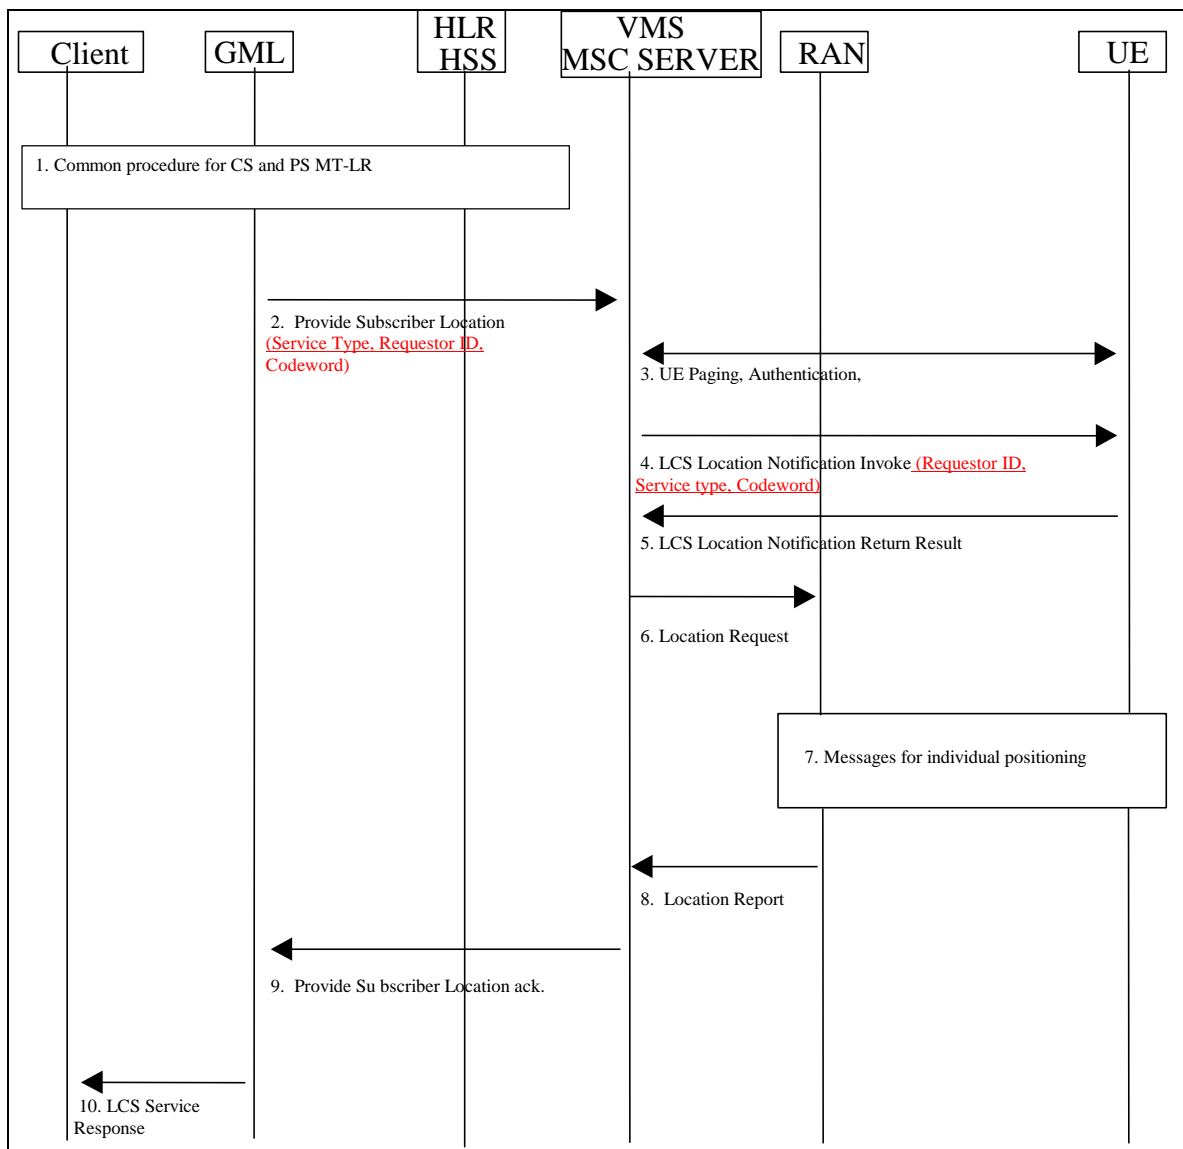 Client
GML
HLR
HSS
VMS
MSC SERVER
RAN
UE
1. Common procedure for CS and PS MT-LR
2. Provide Subscriber Location
(Service Type, Requestor ID,
Codeword)
3. UE Paging, Authentication,
4. LCS Location Notification Invoke (Requestor ID,
Service type, Codeword)
5. LCS Location Notification Return Result
6. Location Request
7. Messages for individual positioning
8. Location Report
9. Provide Su bscriber Location ack.
10. LCS Service
Response